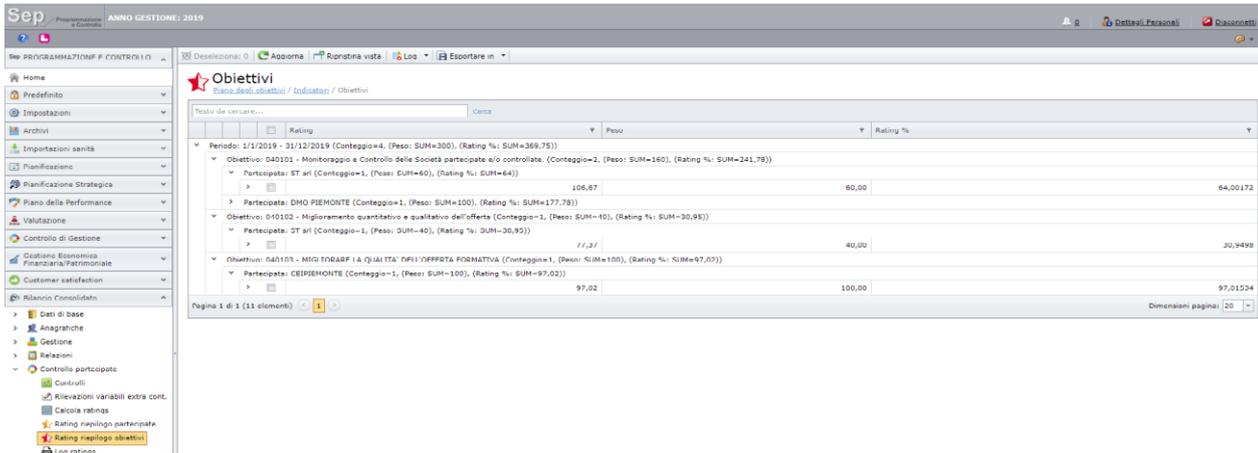 Sep Programmazione e Controllo ANNO GESTIONE: 2019
0 Dettagli Personali Disconnetti
Sep PROGRAMMAZIONE E CONTROLLO
Home
Predefinito
Impostazioni
Archivi
Importazioni sanità
Pianificazione
Pianificazione Strategica
Piano della Performance
Valutazione
Controllo di Gestione
Gestione Economica
Finanziaria/Patrimoniale
Customer satisfaction
Bilancio Consolidato
Dati di base
Anagrafiche
Gestione
Relazioni
Controllo partecipate
Controlli
Rilevazioni variabili extra cont.
Calcola ratings
Rating riepilogo partecipate
Rating riepilogo obiettivi
Log ratings
Deseleziona: 0 Aggiorna Ripristina vista Log Esportare in
Obiettivi
Piano degli obiettivi / Indicatori / Obiettivi
Testo da cercare... Cerca
Rating Peso Rating %
Periodo: 1/1/2019 - 31/12/2019 (Conteggio=4, (Peso: SUM=300), (Rating %: SUM=369,75))
Obiettivo: 040101 - Monitoraggio e Controllo delle Società partecipate e/o controllate. (Conteggio=2, (Peso: SUM=160), (Rating %: SUM=241,78))
Partecipata: ST srl (Conteggio=1, (Peso: SUM=60), (Rating %: SUM=64))
106,67 60,00 64,00172
Partecipata: DMO PIEMONTE (Conteggio=1, (Peso: SUM=100), (Rating %: SUM=177,78))
Obiettivo: 040102 - Miglioramento quantitativo e qualitativo dell'offerta (Conteggio=1, (Peso: SUM=40), (Rating %: SUM=30,95))
Partecipata: ST srl (Conteggio=1, (Peso: SUM=40), (Rating %: SUM=30,95))
77,37 40,00 30,9498
Obiettivo: 040103 - MIGLIORARE LA QUALITA' DELL'OFFERTA FORMATIVA (Conteggio=1, (Peso: SUM=100), (Rating %: SUM=97,02))
Partecipata: CEIPIEMONTE (Conteggio=1, (Peso: SUM=100), (Rating %: SUM=97,02))
97,02 100,00 97,01534
Pagina 1 di 1 (11 elementi) 1 Dimensioni pagina: 20